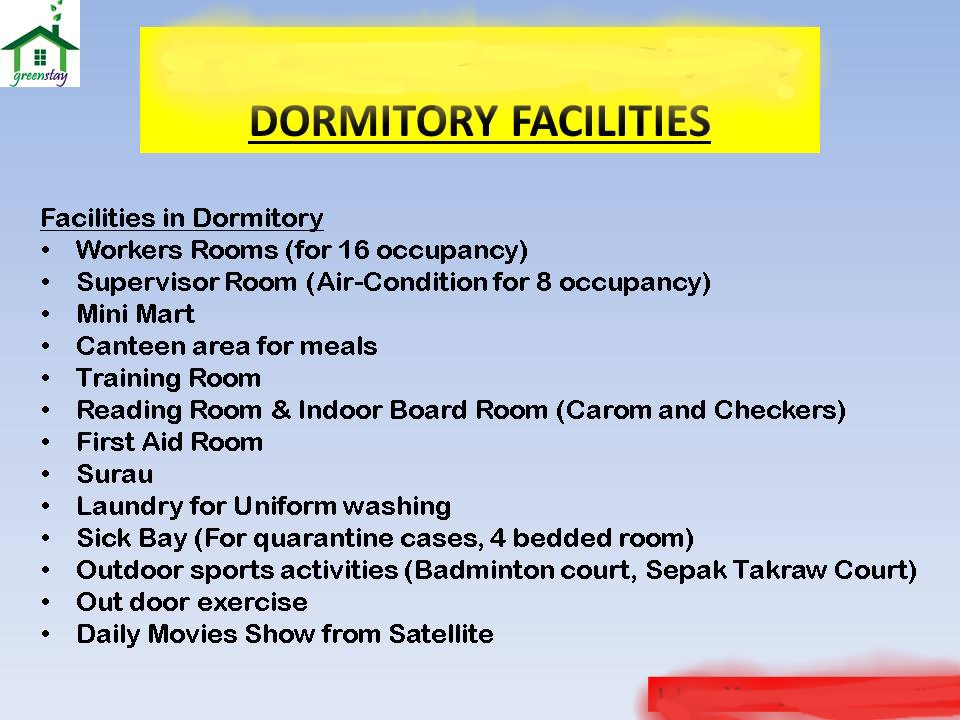 greenstay
DORMITORY FACILITIES
Facilities in Dormitory
• Workers Rooms (for 16 occupancy)
• Supervisor Room (Air-Condition for 8 occupancy)
• Mini Mart
• Canteen area for meals
• Training Room
• Reading Room & Indoor Board Room (Carom and Checkers)
• First Aid Room
• Surau
• Laundry for Uniform washing
• Sick Bay (For quarantine cases, 4 bedded room)
• Outdoor sports activities (Badminton court, Sepak Takraw Court)
• Out door exercise
• Daily Movies Show from Satellite